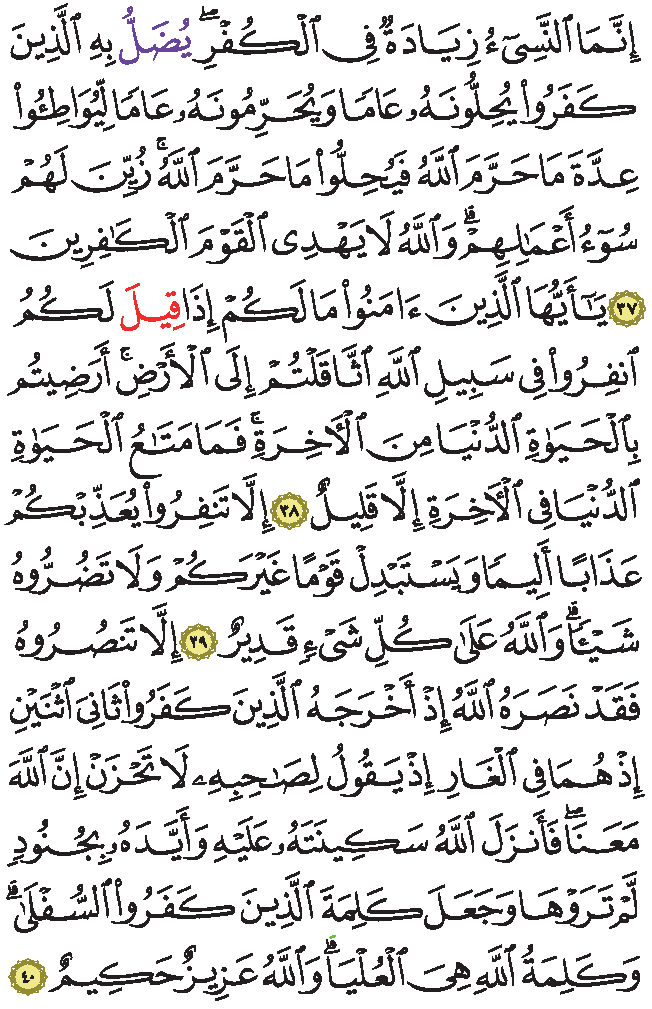 إِنَّمَا ٱلنَّسِىٓءُ زِيَادَةٌ فِى ٱلْكُفْرِ ۖ يُضَلُّ بِهِ ٱلَّذِينَ
كَفَرُوا۟ يُحِلُّونَهُۥ عَامًا وَيُحَرِّمُونَهُۥ عَامًا لِّيُوَاطِـُٔوا۟
عِدَّةَ مَا حَرَّمَ ٱللَّهُ فَيُحِلُّوا۟ مَا حَرَّمَ ٱللَّهُ ۚ زُيِّنَ لَهُمْ
سُوٓءُ أَعْمَـٰلِهِمْ ۗ وَٱللَّهُ لَا يَهْدِى ٱلْقَوْمَ ٱلْكَـٰفِرِينَ
٣٧ يَـٰٓأَيُّهَا ٱلَّذِينَ ءَامَنُوا۟ مَا لَكُمْ إِذَا قِيلَ لَكُمُ
ٱنفِرُوا۟ فِى سَبِيلِ ٱللَّهِ ٱثَّاقَلْتُمْ إِلَى ٱلْأَرْضِ ۚ أَرَضِيتُم
بِٱلْحَيَوٰةِ ٱلدُّنْيَا مِنَ ٱلْـَٔاخِرَةِ ۚ فَمَا مَتَـٰعُ ٱلْحَيَوٰةِ
ٱلدُّنْيَا فِى ٱلْـَٔاخِرَةِ إِلَّا قَلِيلٌ ٣٨ إِلَّا تَنفِرُوا۟ يُعَذِّبْكُمْ
عَذَابًا أَلِيمًا وَيَسْتَبْدِلْ قَوْمًا غَيْرَكُمْ وَلَا تَضُرُّوهُ
شَيْـًٔا ۗ وَٱللَّهُ عَلَىٰ كُلِّ شَىْءٍ قَدِيرٌ ٣٩ إِلَّا تَنصُرُوهُ
فَقَدْ نَصَرَهُ ٱللَّهُ إِذْ أَخْرَجَهُ ٱلَّذِينَ كَفَرُوا۟ ثَانِىَ ٱثْنَيْنِ
إِذْ هُمَا فِى ٱلْغَارِ إِذْ يَقُولُ لِصَـٰحِبِهِۦ لَا تَحْزَنْ إِنَّ ٱللَّهَ
مَعَنَا ۖ فَأَنزَلَ ٱللَّهُ سَكِينَتَهُۥ عَلَيْهِ وَأَيَّدَهُۥ بِجُنُودٍ
لَّمْ تَرَوْهَا وَجَعَلَ كَلِمَةَ ٱلَّذِينَ كَفَرُوا۟ ٱلسُّفْلَىٰ ۗ
وَكَلِمَةُ ٱللَّهِ هِىَ ٱلْعُلْيَا ۗ وَٱللَّهُ عَزِيزٌ حَكِيمٌ ٤٠